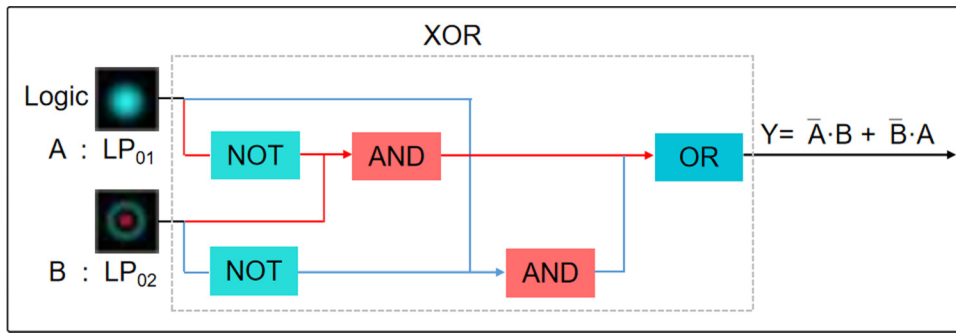 XOR
Logic
A : LP₀₁
NOT
AND
OR
Y= A̅·B + B̅·A
B : LP₀₂
NOT
AND